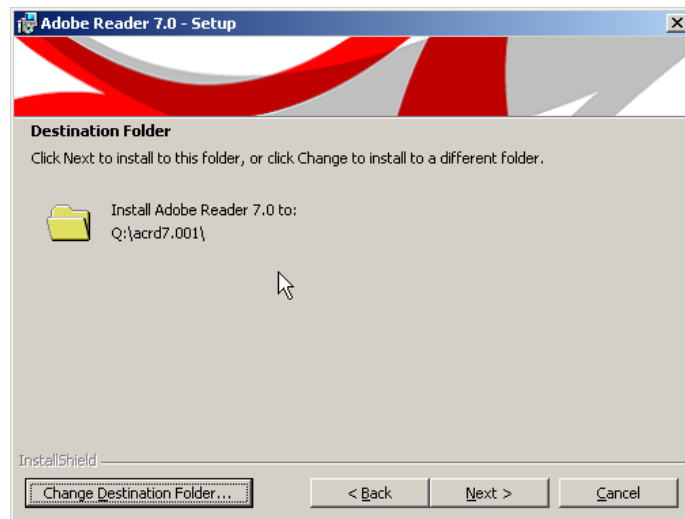 Adobe Reader 7.0 - Setup
Destination Folder
Click Next to install to this folder, or click Change to install to a different folder.
Install Adobe Reader 7.0 to:
Q:\acrd7.001\
InstallShield
Change Destination Folder...
< Back
Next >
Cancel